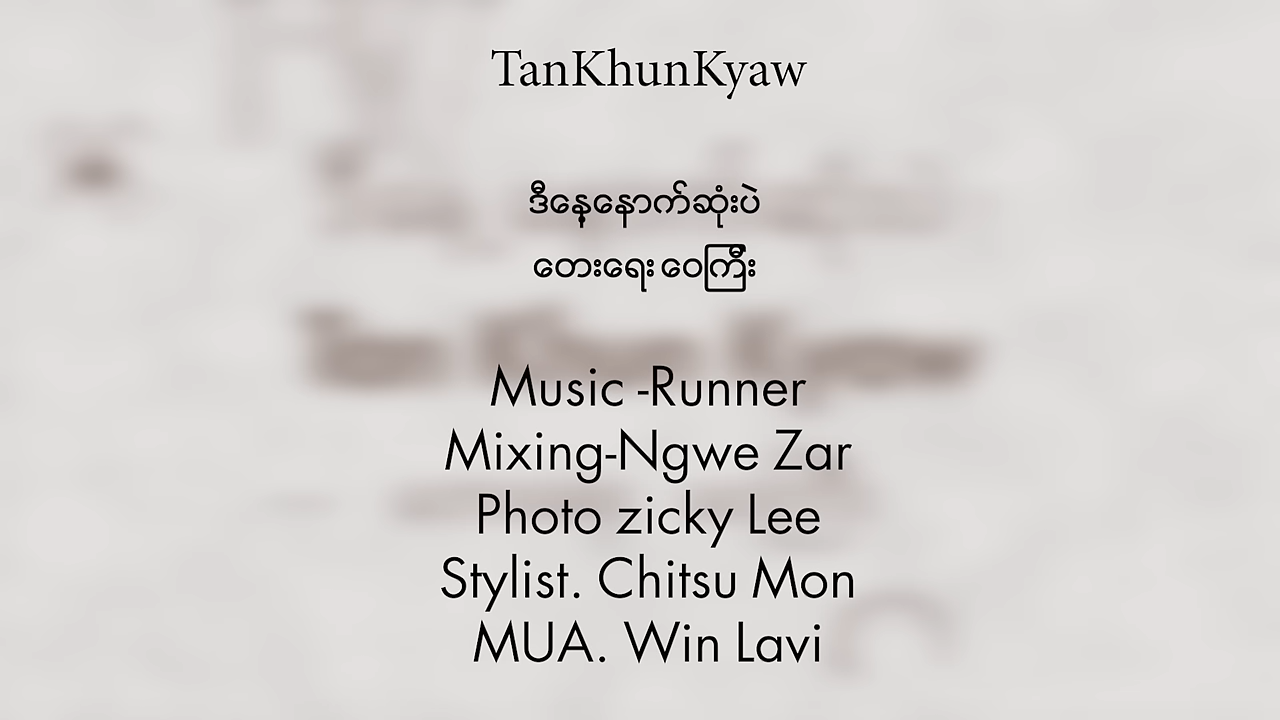 TanKhunKyaw
ဒီနေ့နောက်ဆုံးပဲ
တေးရေး ဝေကြီး
Music -Runner
Mixing-Ngwe Zar
Photo zicky Lee
Stylist. Chitsu Mon
MUA. Win Lavi